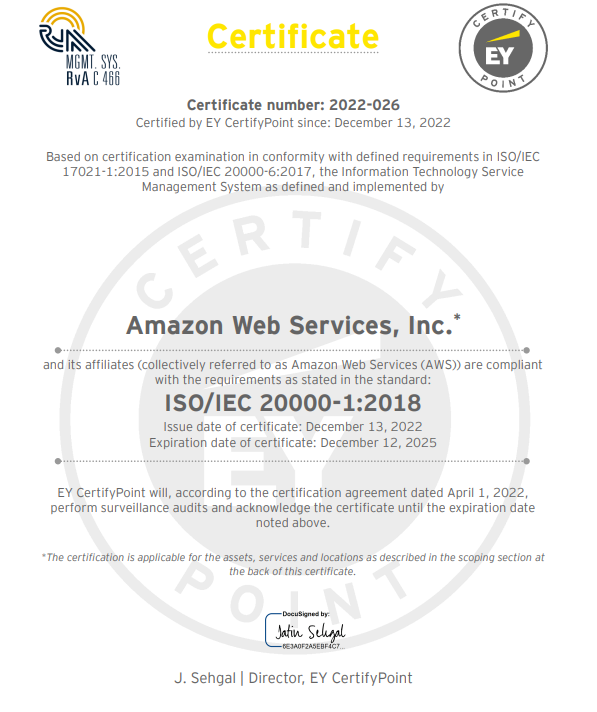 Certificate
MGMT. SYS.
RvA C 466
CERTIFY
EY
POINT
Certificate number: 2022-026
Certified by EY CertifyPoint since: December 13, 2022
Based on certification examination in conformity with defined requirements in ISO/IEC
17021-1:2015 and ISO/IEC 20000-6:2017, the Information Technology Service
Management System as defined and implemented by
CERTIFY
Amazon Web Services, Inc.*
and its affiliates (collectively referred to as Amazon Web Services (AWS)) are compliant
with the requirements as stated in the standard:
ISO/IEC 20000-1:2018
Issue date of certificate: December 13, 2022
Expiration date of certificate: December 12, 2025
EY
EY CertifyPoint will, according to the certification agreement dated April 1, 2022,
perform surveillance audits and acknowledge the certificate until the expiration date
noted above.
*The certification is applicable for the assets, services and locations as described in the scoping section at
the back of this certificate.
POINT
DocuSigned by:
Jatin Sehgal
6E3A0F2A5EBF4C7...
J. Sehgal | Director, EY CertifyPoint